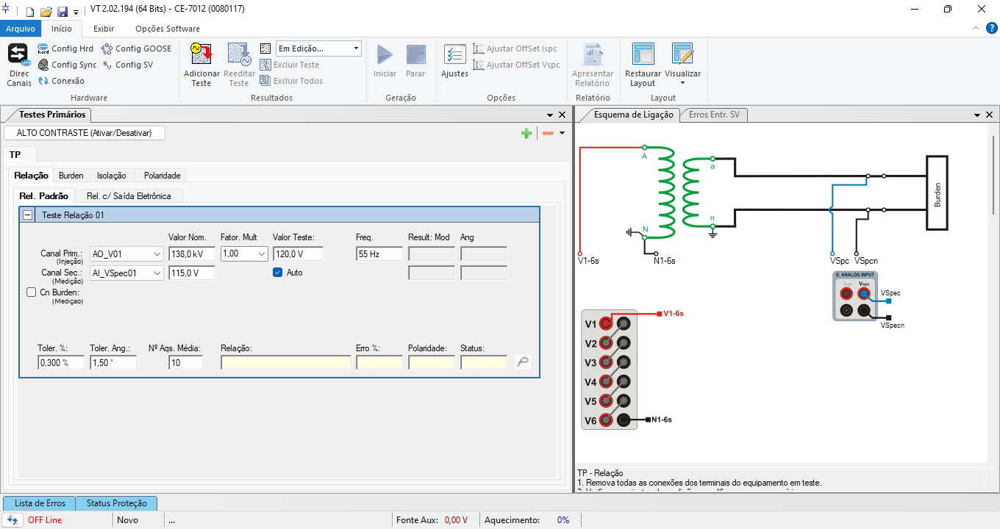 VT 2.02.194 (64 Bits) - CE-7012 (0080117)
Arquivo Início Exibir Opções Software
Direc Canais
Config Hrd
Config Sync
Conexão
Config GOOSE
Config SV
Hardware
Adicionar Teste
Reeditar Teste
Em Edição...
Excluir Teste
Excluir Todos
Resultados
Iniciar Parar
Geração
Ajustes
Ajustar OffSet Ispc
Ajustar OffSet Vspc
Opções
Apresentar Relatório
Relatório
Restaurar Layout
Visualizar
Layout
Testes Primários
ALTO CONTRASTE (Ativar/Desativar)
TP
Relação Burden Isolação Polaridade
Rel. Padrão Rel. c/ Saída Eletrônica
Teste Relação 01
Valor Nom. Fator. Mult Valor Teste: Freq. Result: Mod Ang
Canal Prim.: AO_V01 138,0 kV 1,00 120,0 V 55 Hz
(Injeção)
Canal Sec.: AI_VSpec01 115,0 V Auto
(Medição)
Cn Burden:
(Medição)
Toler. %: Toler. Ang.: Nº Aqs. Média: Relação: Erro %: Polaridade: Status:
0,300 % 1,50 ° 10
Esquema de Ligação Erros Entr. SV
A
a
n
N
Burden
V1-6s N1-6s VSpc VSpcn
S. ANALOG INPUT
Ispc Vspc
VSpec
VSpecn
V1 V1-6s
V2
V3
V4
V5
V6 N1-6s
TP - Relação
1. Remova todas as conexões dos terminais do equipamento em teste.
Lista de Erros Status Proteção
OFF Line Novo ... Fonte Aux: 0,00 V Aquecimento: 0%